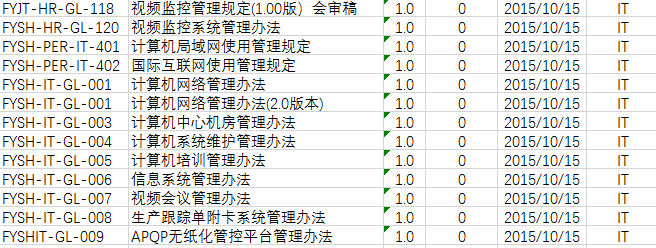 FYJT-HR-GL-118 视频监控管理规定(1.00版）会审稿 1.0 0 2015/10/15 IT
FYSH-HR-GL-120 视频监控系统管理办法 1.0 0 2015/10/15 IT
FYSH-PER-IT-401 计算机局域网使用管理规定 1.0 0 2015/10/15 IT
FYSH-PER-IT-402 国际互联网使用管理规定 1.0 0 2015/10/15 IT
FYSH-IT-GL-001 计算机网络管理办法 1.0 0 2015/10/15 IT
FYSH-IT-GL-001 计算机网络管理办法(2.0版本) 1.0 0 2015/10/15 IT
FYSH-IT-GL-003 计算机中心机房管理办法 1.0 0 2015/10/15 IT
FYSH-IT-GL-004 计算机系统维护管理办法 1.0 0 2015/10/15 IT
FYSH-IT-GL-005 计算机培训管理办法 1.0 0 2015/10/15 IT
FYSH-IT-GL-006 信息系统管理办法 1.0 0 2015/10/15 IT
FYSH-IT-GL-007 视频会议管理办法 1.0 0 2015/10/15 IT
FYSH-IT-GL-008 生产跟踪单附卡系统管理办法 1.0 0 2015/10/15 IT
FYSHIT-GL-009 APQP无纸化管控平台管理办法 1.0 0 2015/10/15 IT